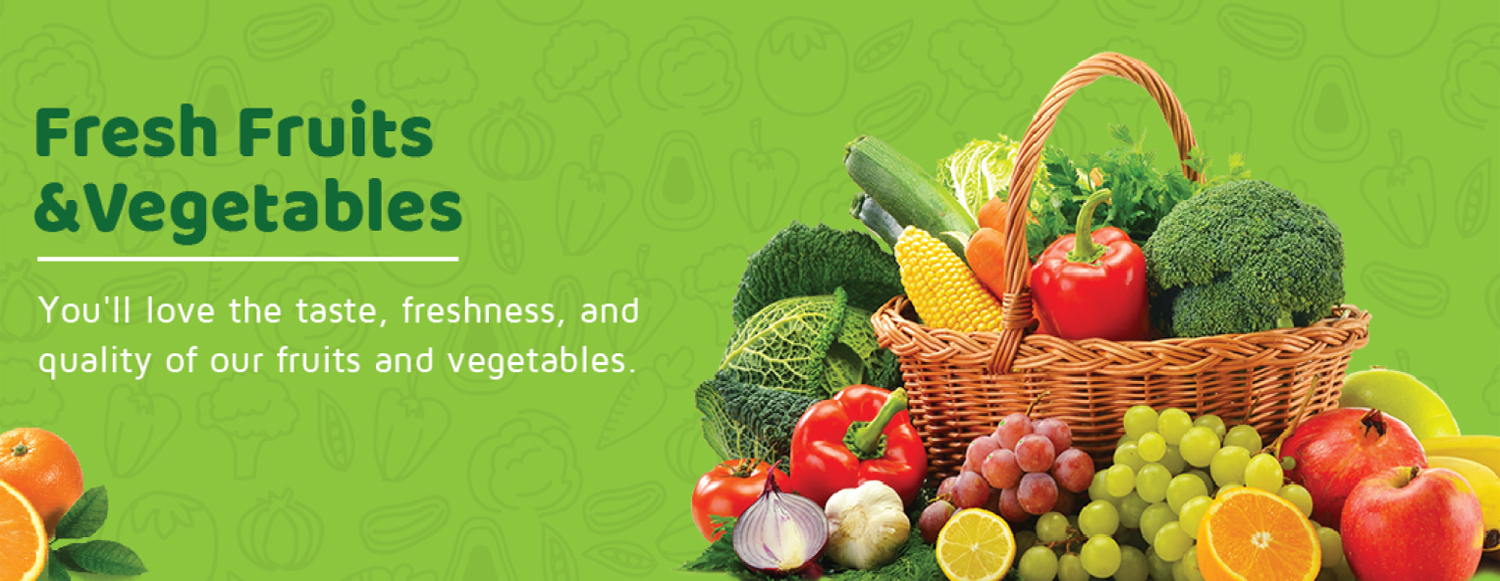 Fresh Fruits
&Vegetables
You'll love the taste, freshness, and
quality of our fruits and vegetables.